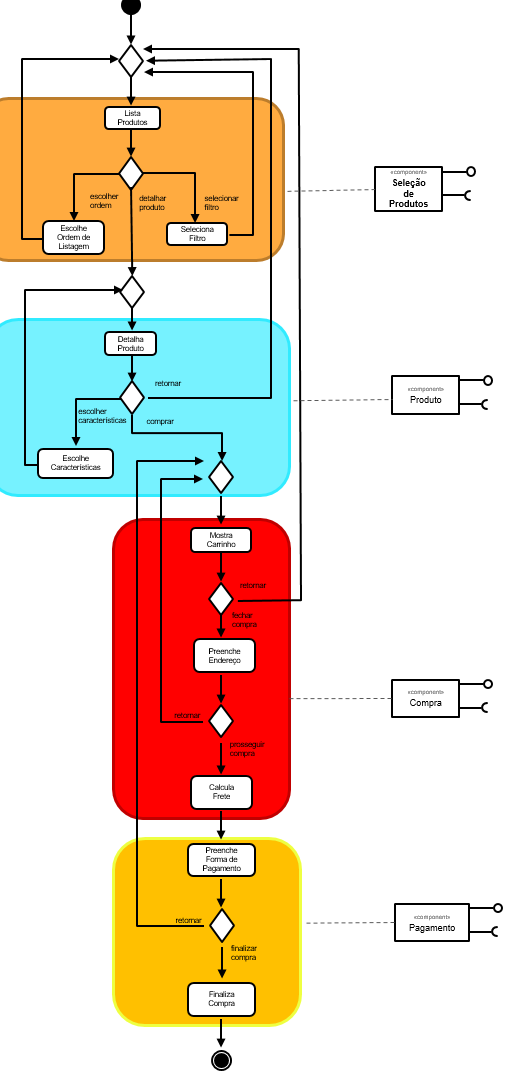 Lista
Produtos
escolher
ordem
detalhar
produto
selecionar
filtro
Escolhe
Ordem de
Listagem
Seleciona
Filtro
«component»
Seleção
de
Produtos
Detalha
Produto
retornar
escolher
características
comprar
Escolhe
Características
«component»
Produto
Mostra
Carrinho
retornar
fechar
compra
Preenche
Endereço
retornar
prosseguir
compra
Calcula
Frete
«component»
Compra
Preenche
Forma de
Pagamento
retornar
finalizar
compra
Finaliza
Compra
«component»
Pagamento